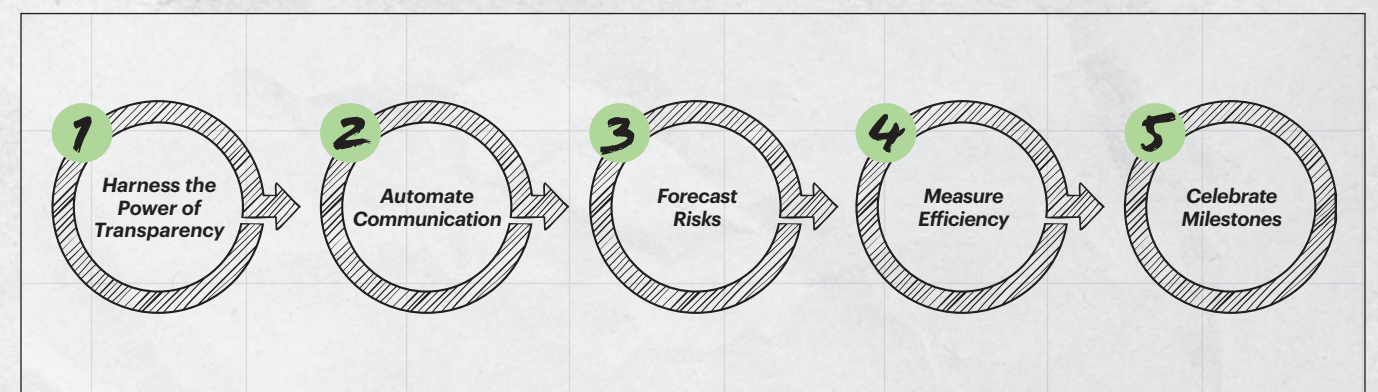 1
Harness the
Power of
Transparency
2
Automate
Communication
3
Forecast
Risks
4
Measure
Efficiency
5
Celebrate
Milestones